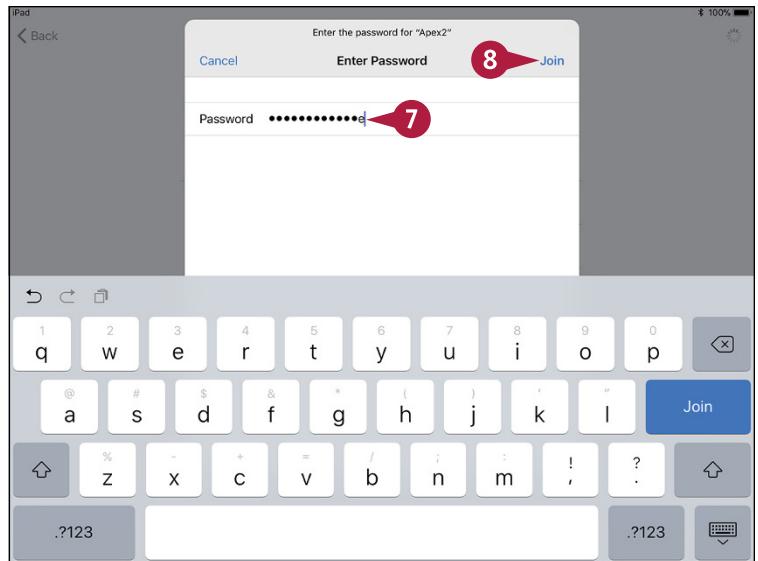 iPad 100%
Back
Enter the password for “Apex2”
Cancel Enter Password 8 Join
Password ••••••••••••e 7
1 2 3 4 5 6 7 8 9 0
q w e r t y u i o p
@ # $ & * ( ) ' "
a s d f g h j k l Join
% - + = / ; : ! ?
z x c v b n m , .
.?123 .?123